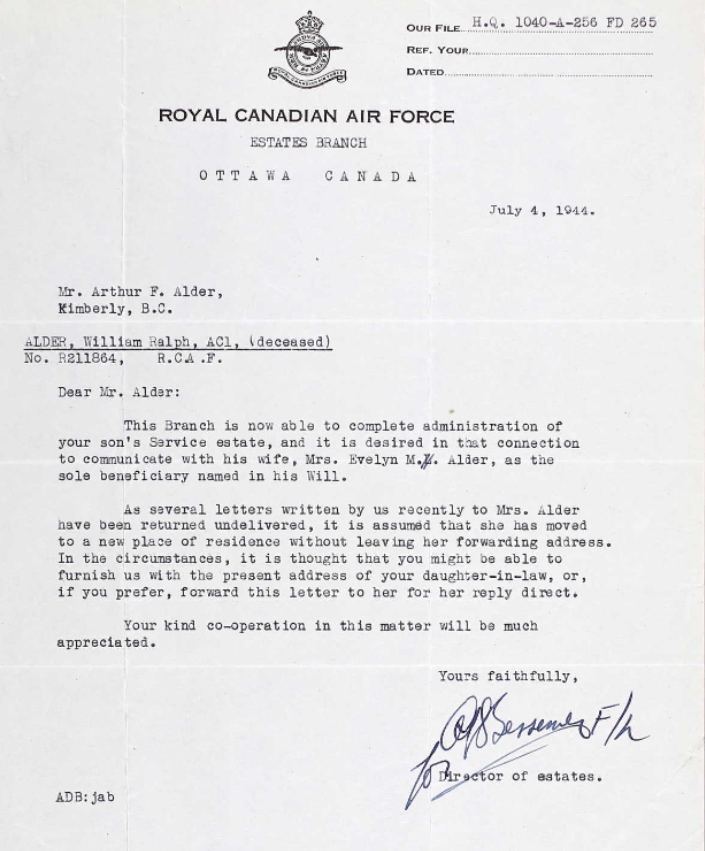 OUR FILE H.Q. 1040-A-256 FD 265
REF. YOUR
DATED
ROYAL CANADIAN AIR FORCE
ROYAL CANADIAN AIR FORCE
ESTATES BRANCH
OTTAWA CANADA
July 4, 1944.
Mr. Arthur F. Alder,
Kimberly, B.C.
ALDER, William Ralph, AC1, (deceased)
No. R211864, R.C.A.F.
Dear Mr. Alder:
This Branch is now able to complete administration of
your son's Service estate, and it is desired in that connection
to communicate with his wife, Mrs. Evelyn M. Alder, as the
sole beneficiary named in his Will.
As several letters written by us recently to Mrs. Alder
have been returned undelivered, it is assumed that she has moved
to a new place of residence without leaving her forwarding address.
In the circumstances, it is thought that you might be able to
furnish us with the present address of your daughter-in-law, or,
if you prefer, forward this letter to her for her reply direct.
Your kind co-operation in this matter will be much
appreciated.
Yours faithfully,
F/L
for Director of estates.
ADB:jab